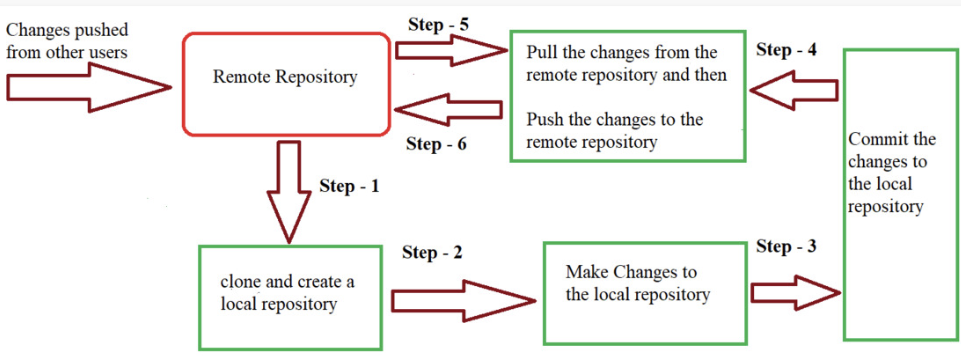 Changes pushed
from other users
Remote Repository
Step - 5
Pull the changes from the
remote repository and then
Push the changes to the
remote repository
Step - 4
Step - 6
Commit the
changes to
the local
repository
Step - 1
clone and create a
local repository
Step - 2
Make Changes to
the local repository
Step - 3